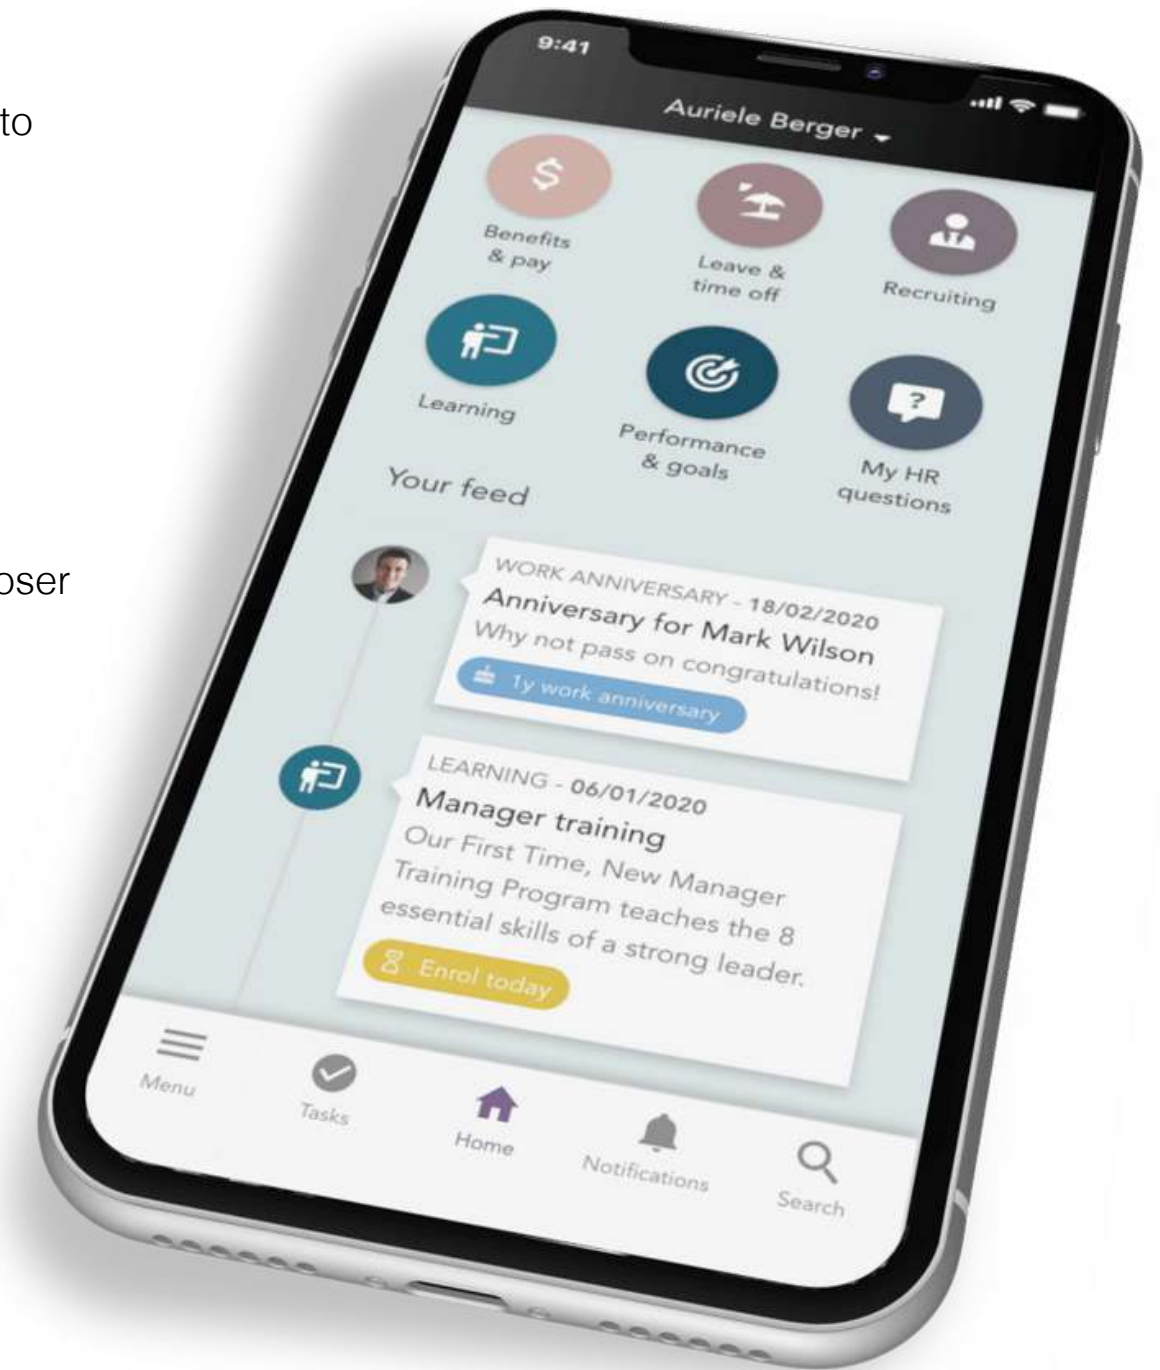 to
oser
9:41
Auriele Berger
$
Benefits
& pay
Leave &
time off
Recruiting
Learning
Performance
& goals
?
My HR
questions
Your feed
WORK ANNIVERSARY - 18/02/2020
Anniversary for Mark Wilson
Why not pass on congratulations!
1y work anniversary
LEARNING - 06/01/2020
Manager training
Our First Time, New Manager
Training Program teaches the 8
essential skills of a strong leader.
Enrol today
Menu
Tasks
Home
Notifications
Search